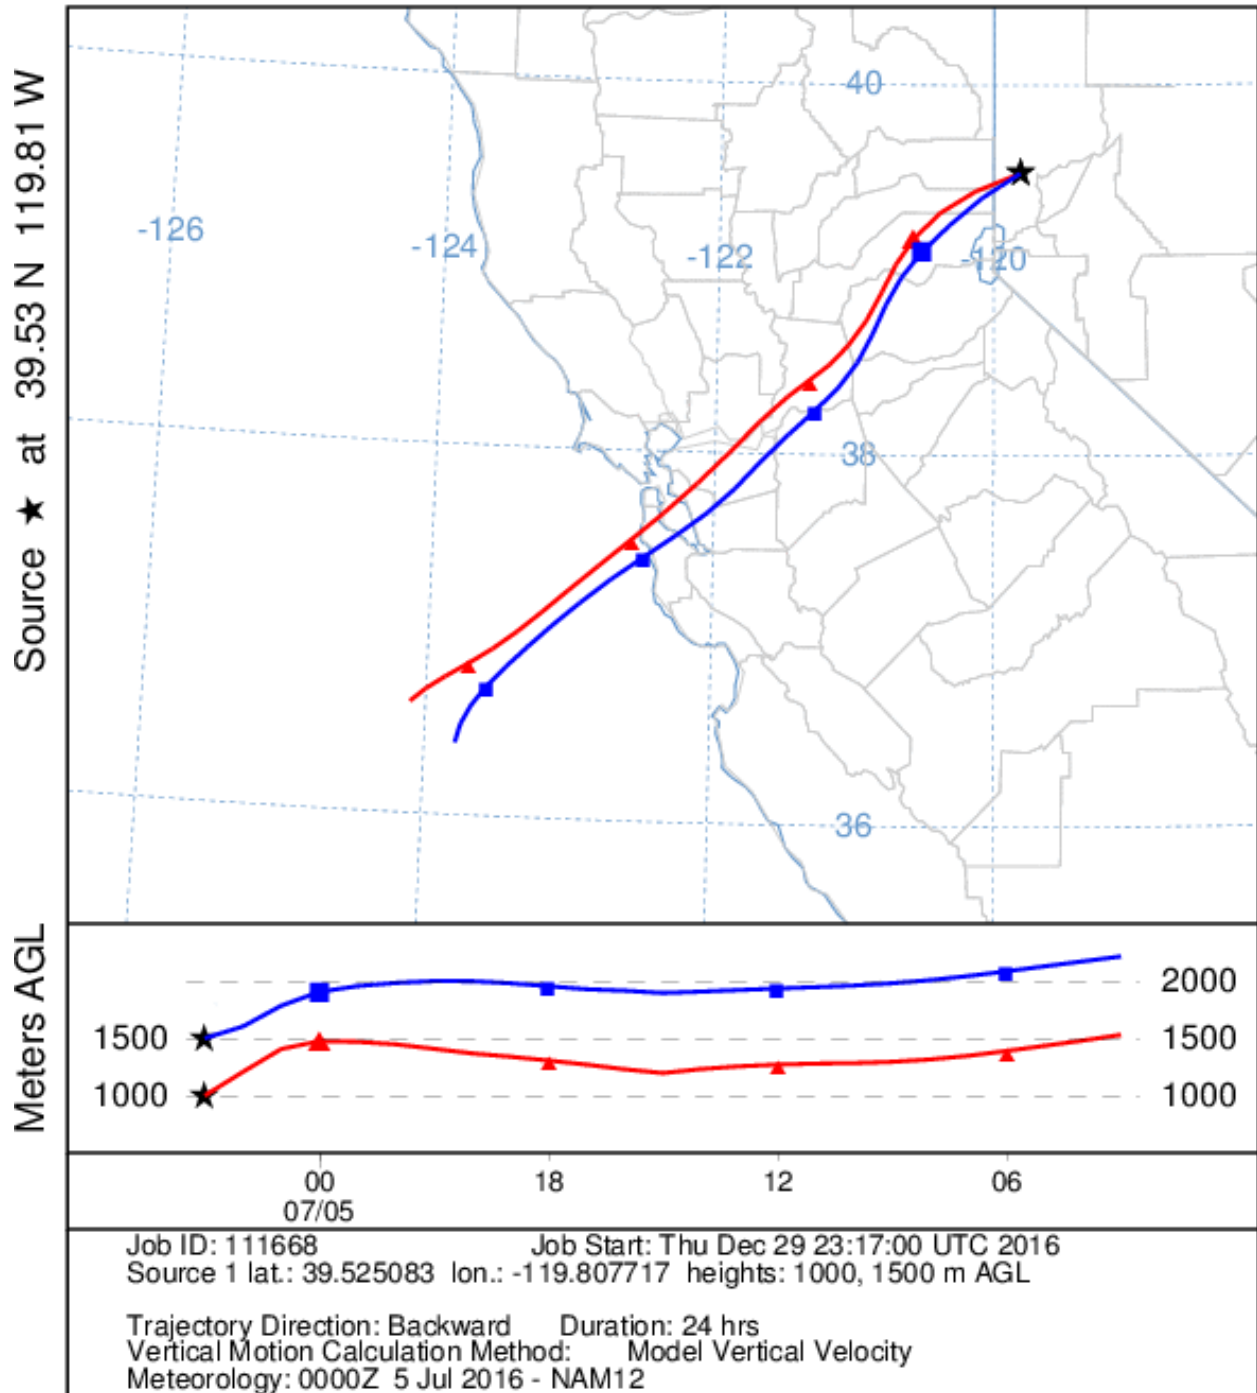 Source ★ at 39.53 N 119.81 W
40
-126
-124
-122
-120
38
36
Meters AGL
2000
1500
1500
1000
1000
00
18
12
06
07/05
Job ID: 111668 Job Start: Thu Dec 29 23:17:00 UTC 2016
Source 1 lat.: 39.525083 lon.: -119.807717 heights: 1000, 1500 m AGL
Trajectory Direction: Backward Duration: 24 hrs
Vertical Motion Calculation Method: Model Vertical Velocity
Meteorology: 0000Z 5 Jul 2016 - NAM12